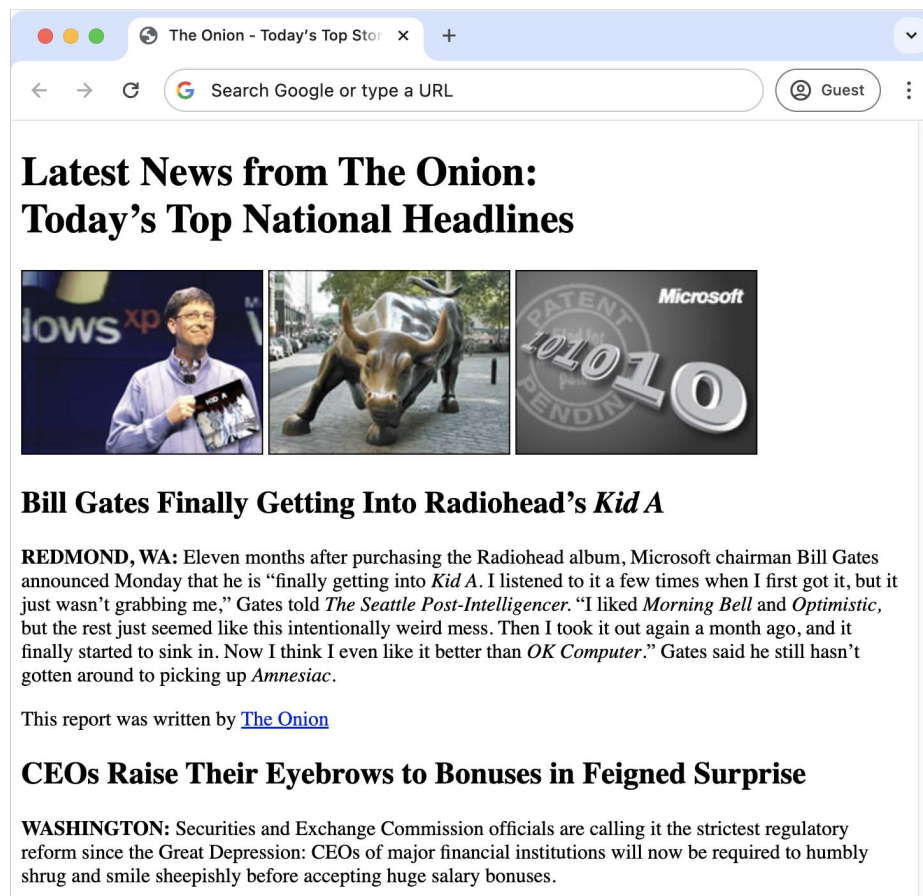 The Onion - Today's Top Stor
Search Google or type a URL
Guest
Latest News from The Onion:
Today’s Top National Headlines
dows xp
KID A
Microsoft
PATENT
PENDIN
101010
Bill Gates Finally Getting Into Radiohead’s Kid A
REDMOND, WA: Eleven months after purchasing the Radiohead album, Microsoft chairman Bill Gates
announced Monday that he is “finally getting into Kid A. I listened to it a few times when I first got it, but it
just wasn’t grabbing me,” Gates told The Seattle Post-Intelligencer. “I liked Morning Bell and Optimistic,
but the rest just seemed like this intentionally weird mess. Then I took it out again a month ago, and it
finally started to sink in. Now I think I even like it better than OK Computer.” Gates said he still hasn’t
gotten around to picking up Amnesiac.
This report was written by The Onion
CEOs Raise Their Eyebrows to Bonuses in Feigned Surprise
WASHINGTON: Securities and Exchange Commission officials are calling it the strictest regulatory
reform since the Great Depression: CEOs of major financial institutions will now be required to humbly
shrug and smile sheepishly before accepting huge salary bonuses.